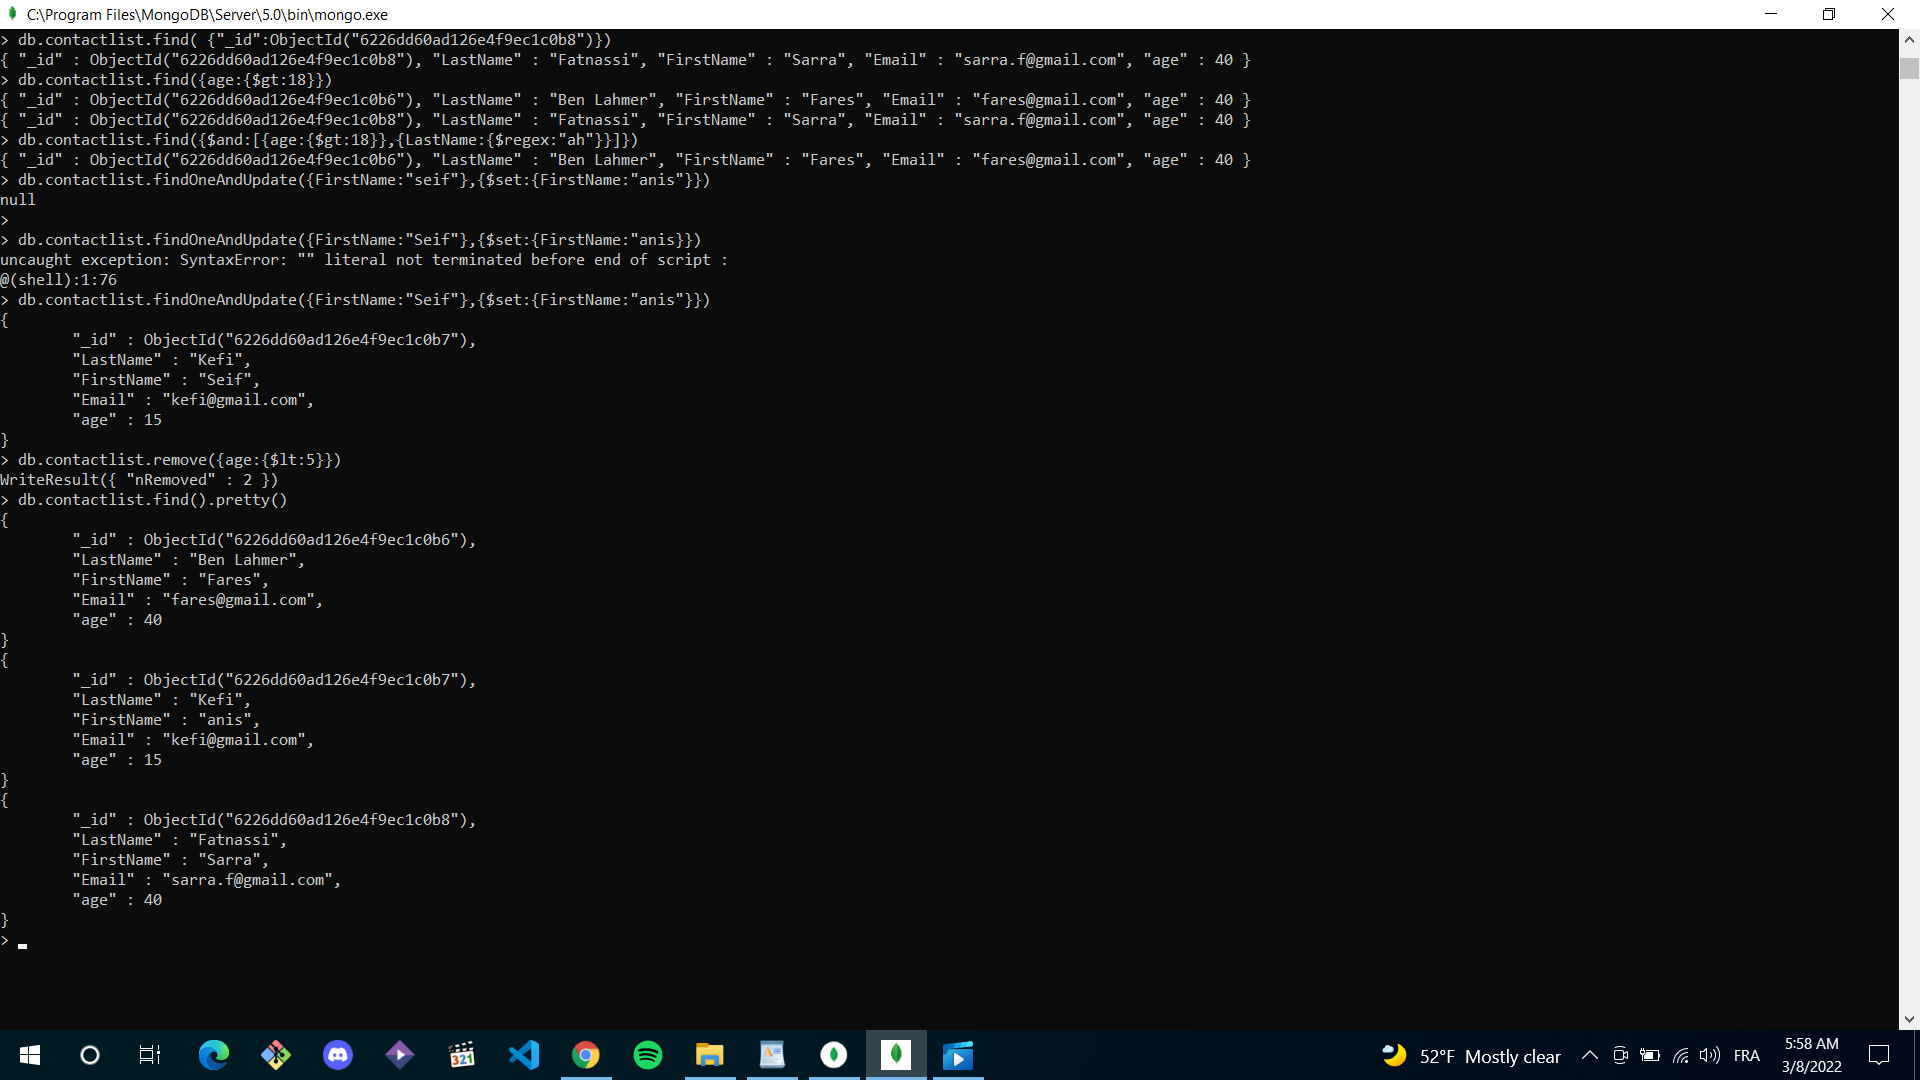 C:\Program Files\MongoDB\Server\5.0\bin\mongo.exe
> db.contactlist.find( {"_id":ObjectId("6226dd60ad126e4f9ec1c0b8")})
{ "_id" : ObjectId("6226dd60ad126e4f9ec1c0b8"), "LastName" : "Fatnassi", "FirstName" : "Sarra", "Email" : "sarra.f@gmail.com", "age" : 40 }
> db.contactlist.find({age:{$gt:18}})
{ "_id" : ObjectId("6226dd60ad126e4f9ec1c0b6"), "LastName" : "Ben Lahmer", "FirstName" : "Fares", "Email" : "fares@gmail.com", "age" : 40 }
{ "_id" : ObjectId("6226dd60ad126e4f9ec1c0b8"), "LastName" : "Fatnassi", "FirstName" : "Sarra", "Email" : "sarra.f@gmail.com", "age" : 40 }
> db.contactlist.find({$and:[{age:{$gt:18}},{LastName:{$regex:"ah"}}]})
{ "_id" : ObjectId("6226dd60ad126e4f9ec1c0b6"), "LastName" : "Ben Lahmer", "FirstName" : "Fares", "Email" : "fares@gmail.com", "age" : 40 }
> db.contactlist.findOneAndUpdate({FirstName:"seif"},{$set:{FirstName:"anis"}})
null
>
> db.contactlist.findOneAndUpdate({FirstName:"Seif"},{$set:{FirstName:"anis}})
uncaught exception: SyntaxError: "" literal not terminated before end of script :
@(shell):1:76
> db.contactlist.findOneAndUpdate({FirstName:"Seif"},{$set:{FirstName:"anis"}})
{
"_id" : ObjectId("6226dd60ad126e4f9ec1c0b7"),
"LastName" : "Kefi",
"FirstName" : "Seif",
"Email" : "kefi@gmail.com",
"age" : 15
}
> db.contactlist.remove({age:{$lt:5}})
WriteResult({ "nRemoved" : 2 })
> db.contactlist.find().pretty()
{
"_id" : ObjectId("6226dd60ad126e4f9ec1c0b6"),
"LastName" : "Ben Lahmer",
"FirstName" : "Fares",
"Email" : "fares@gmail.com",
"age" : 40
}
{
"_id" : ObjectId("6226dd60ad126e4f9ec1c0b7"),
"LastName" : "Kefi",
"FirstName" : "anis",
"Email" : "kefi@gmail.com",
"age" : 15
}
{
"_id" : ObjectId("6226dd60ad126e4f9ec1c0b8"),
"LastName" : "Fatnassi",
"FirstName" : "Sarra",
"Email" : "sarra.f@gmail.com",
"age" : 40
}
>
321
52°F Mostly clear
FRA
5:58 AM
3/8/2022